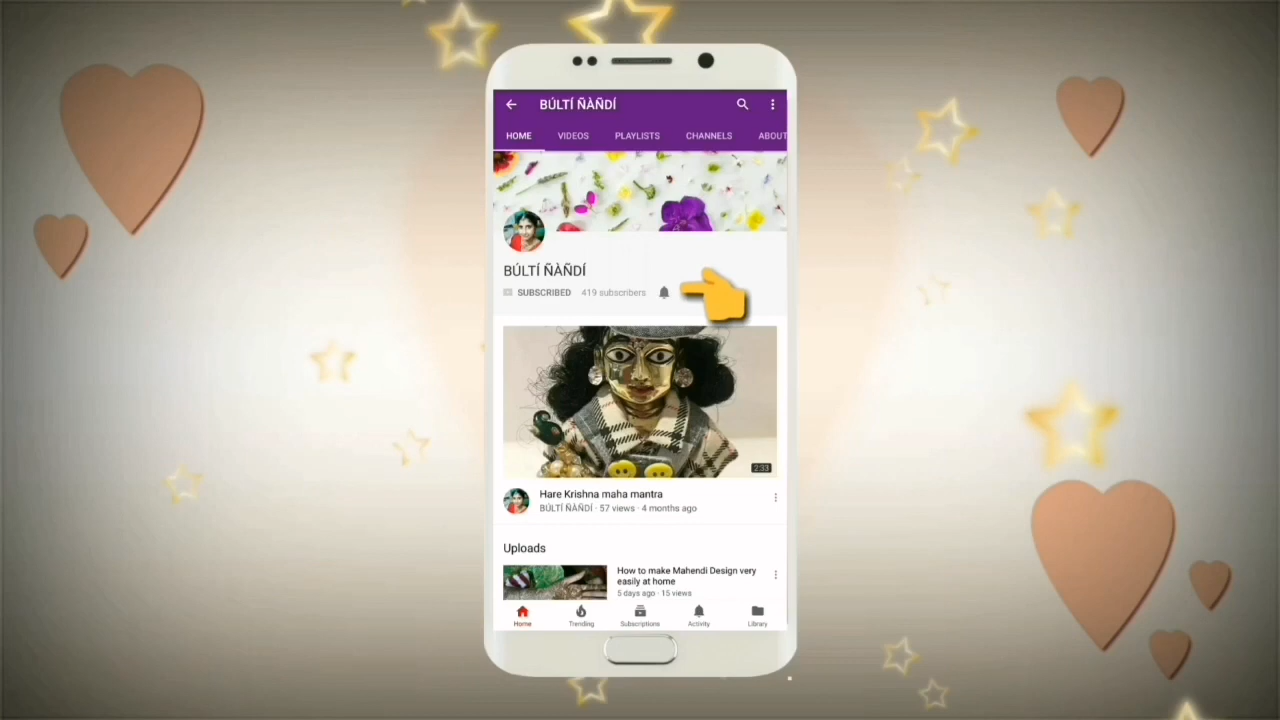 BÚLTÍ ÑÀÑDÍ
HOME VIDEOS PLAYLISTS CHANNELS ABOUT
BÚLTÍ ÑÀÑDÍ
SUBSCRIBED 419 subscribers
2:33
Hare Krishna maha mantra
BÚLTÍ ÑÀÑDÍ · 57 views · 4 months ago
Uploads
How to make Mahendi Design very
easily at home
5 days ago · 15 views
Home Trending Subscriptions Activity Library